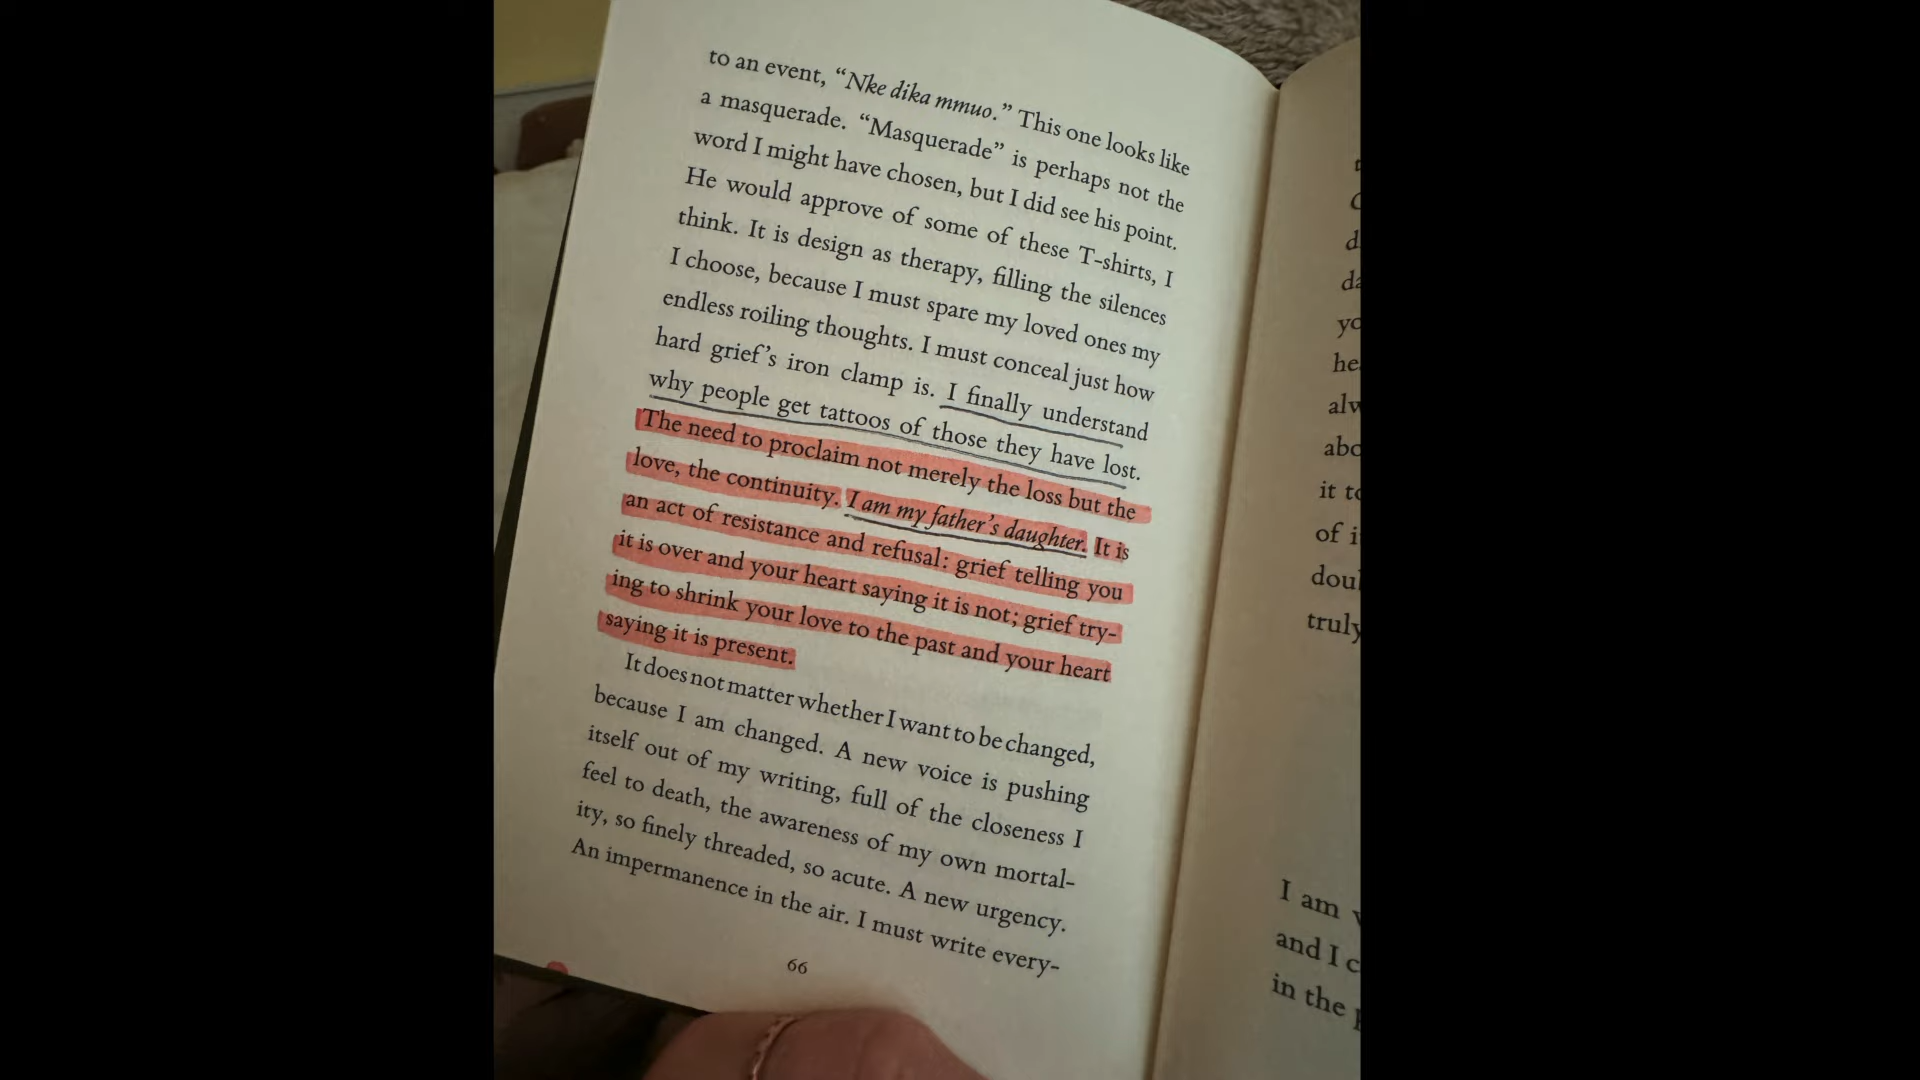 to an event, “Nke dika mmuo.” This one looks like
a masquerade. “Masquerade” is perhaps not the
word I might have chosen, but I did see his point.
He would approve of some of these T-shirts, I
think. It is design as therapy, filling the silences
I choose, because I must spare my loved ones my
endless roiling thoughts. I must conceal just how
hard grief’s iron clamp is. I finally understand
why people get tattoos of those they have lost.
The need to proclaim not merely the loss but the
love, the continuity. I am my father’s daughter. It is
an act of resistance and refusal: grief telling you
it is over and your heart saying it is not; grief try-
ing to shrink your love to the past and your heart
saying it is present.
It does not matter whether I want to be changed,
because I am changed. A new voice is pushing
itself out of my writing, full of the closeness I
feel to death, the awareness of my own mortal-
ity, so finely threaded, so acute. A new urgency.
An impermanence in the air. I must write every-
66
he
it
of
truly
I am
and I
in the